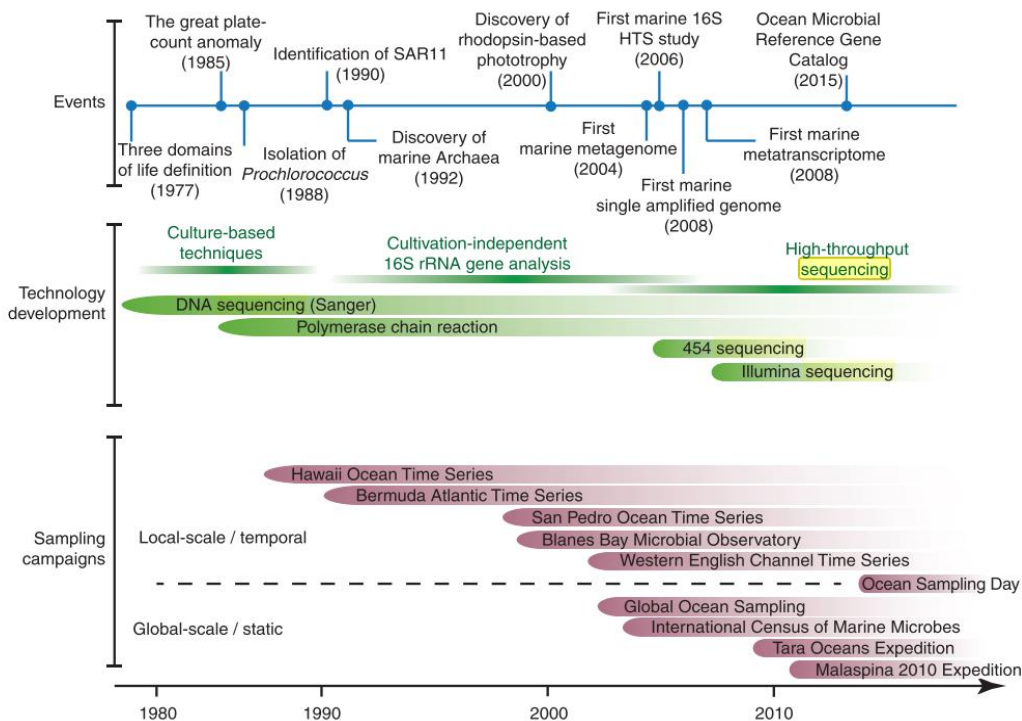 The great plate-
count anomaly
(1985)
Identification of SAR11
(1990)
Discovery of
rhodopsin-based
phototrophy
(2000)
First marine 16S
HTS study
(2006)
Ocean Microbial
Reference Gene
Catalog
(2015)
Events
Three domains
of life definition
(1977)
Isolation of
Prochlorococcus
(1988)
Discovery of
marine Archaea
(1992)
First
marine metagenome
(2004)
First marine
single amplified genome
(2008)
First marine
metatranscriptome
(2008)
Technology
development
Culture-based
techniques
Cultivation-independent
16S rRNA gene analysis
High-throughput
sequencing
DNA sequencing (Sanger)
Polymerase chain reaction
454 sequencing
Illumina sequencing
Sampling
campaigns
Local-scale / temporal
Hawaii Ocean Time Series
Bermuda Atlantic Time Series
San Pedro Ocean Time Series
Blanes Bay Microbial Observatory
Western English Channel Time Series
Ocean Sampling Day
Global-scale / static
Global Ocean Sampling
International Census of Marine Microbes
Tara Oceans Expedition
Malaspina 2010 Expedition
1980
1990
2000
2010